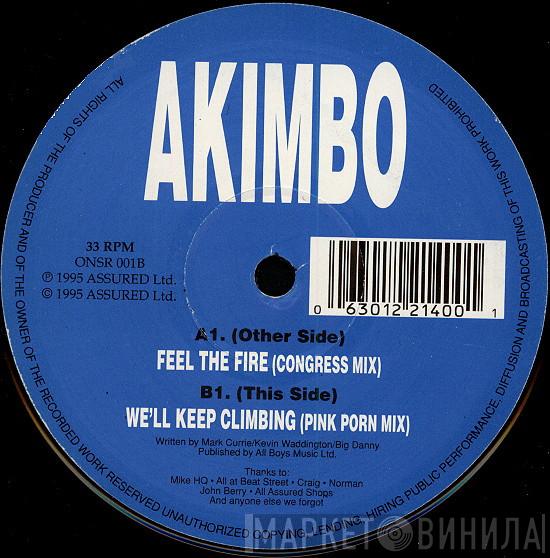 AKIMBO
33 RPM
ONSR 001B
℗ 1995 ASSURED Ltd.
© 1995 ASSURED Ltd.
0 63012 21400 1
A1. (Other Side)
FEEL THE FIRE (CONGRESS MIX)
B1. (This Side)
WE'LL KEEP CLIMBING (PINK PORN MIX)
Written by Mark Currie/Kevin Waddington/Big Danny
Published by All Boys Music Ltd.
Thanks to:
Mike HQ • All at Beat Street • Craig • Norman
John Berry • All Assured Shops
And anyone else we forgot
ALL RIGHTS OF THE PRODUCER AND OF THE OWNER OF THE RECORDED WORK RESERVED UNAUTHORIZED COPYING, LENDING, HIRING PUBLIC PERFORMANCE, DIFFUSION AND BROADCASTING OF THIS WORK PROHIBITED
МАРКЕТ ВИНИЛА